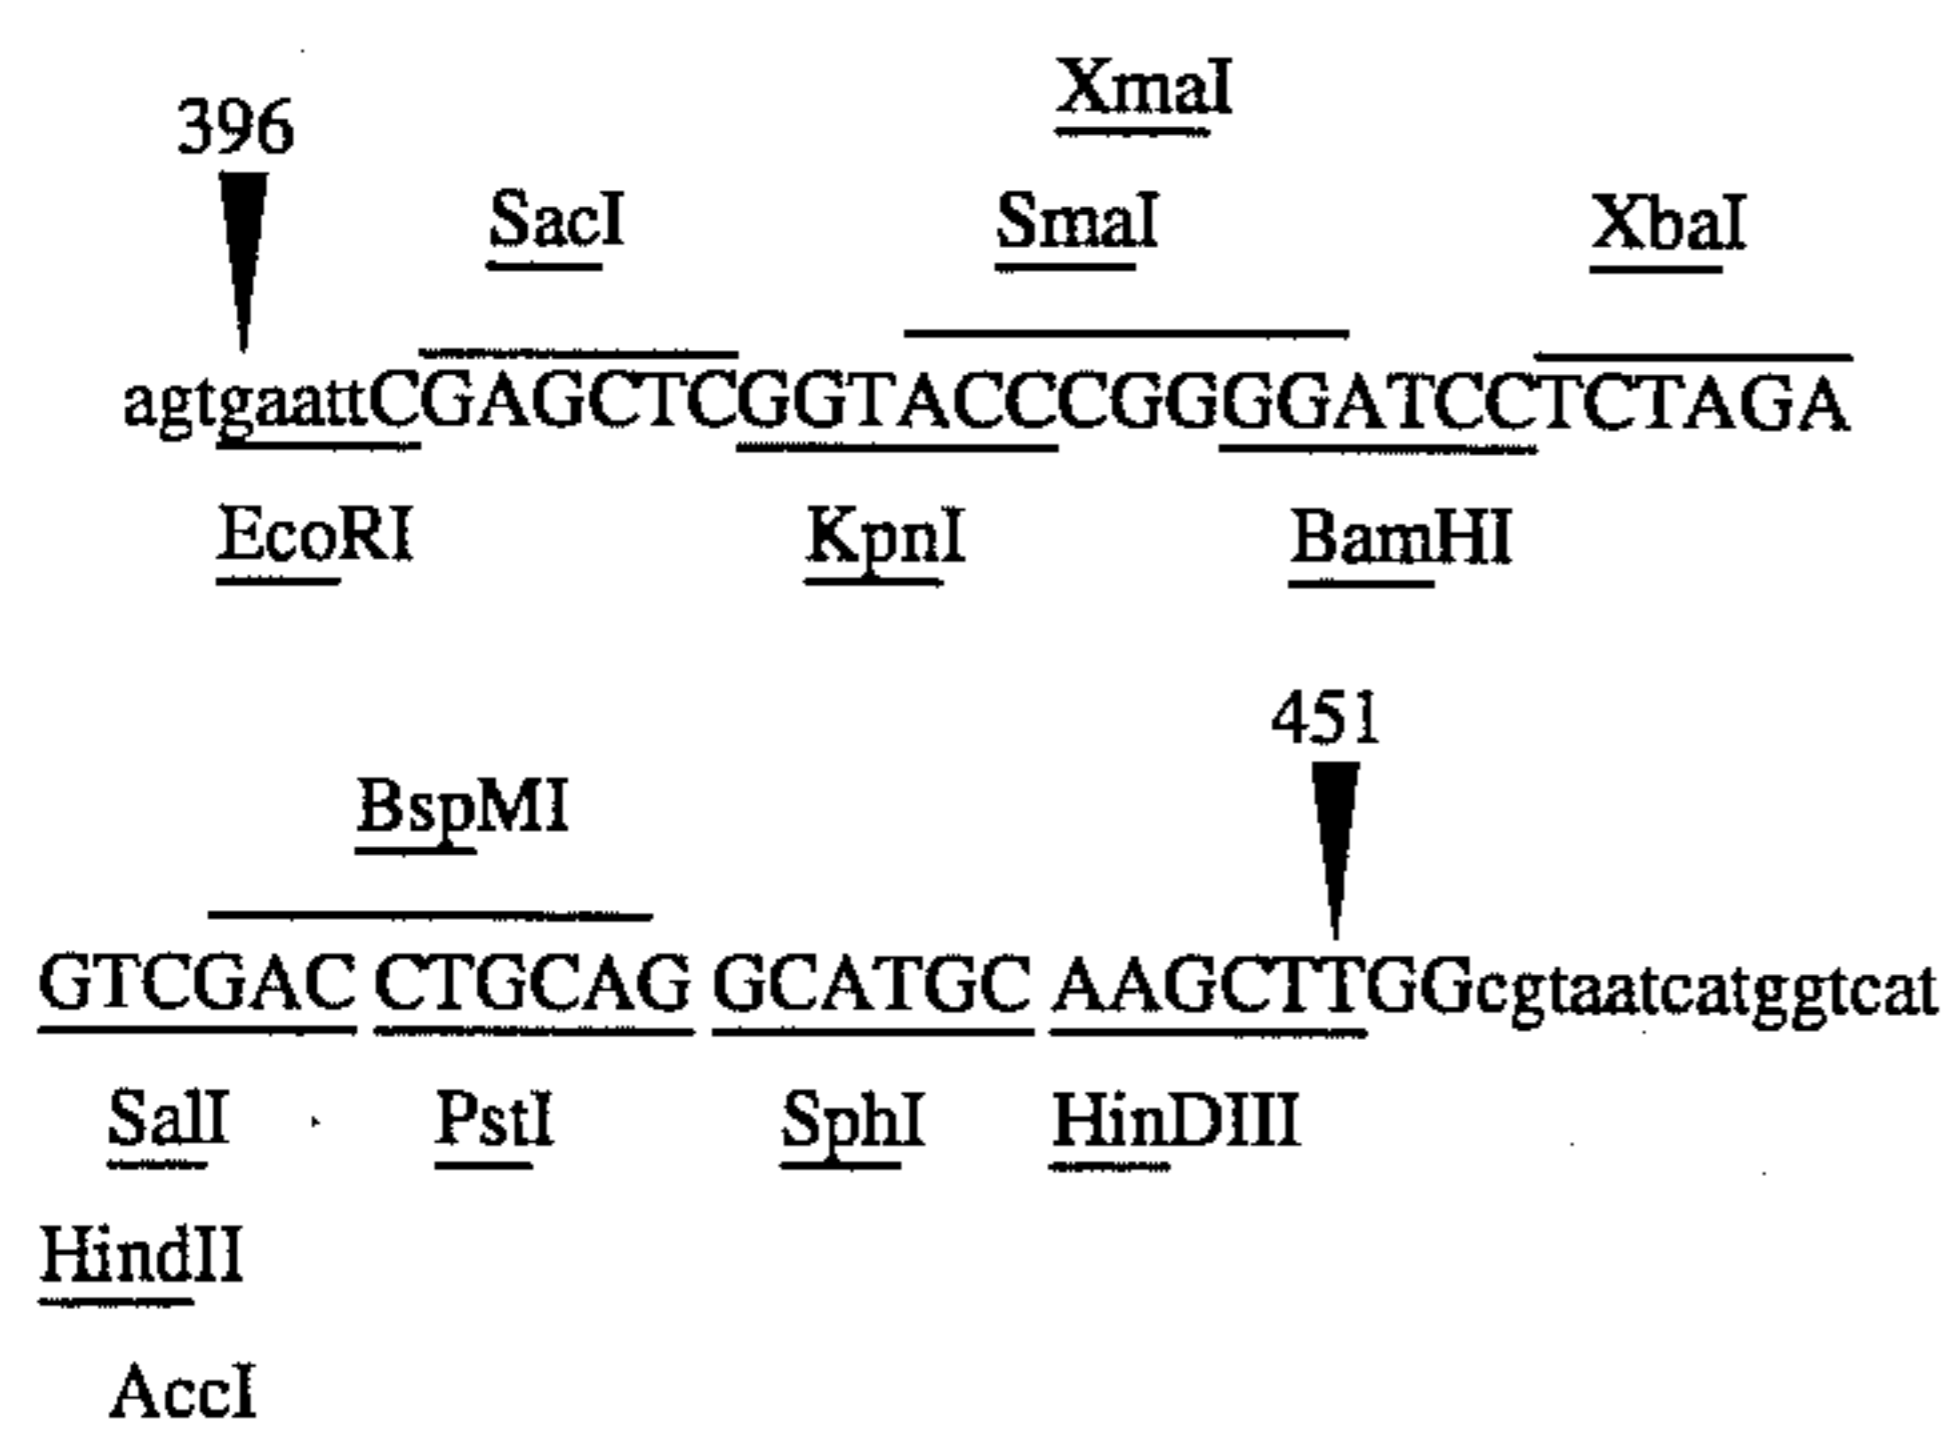 XmaI
396
SacI SmaI XbaI
agtgaattCGAGCTCGGTACCCGGGGGATCCTCTAGA
EcoRI KpnI BamHI
451
BspMI
GTCGAC CTGCAG GCATGC AAGCTTGGcgtaatcatggtcat
SalI PstI SphI HinDIII
HindII
AccI